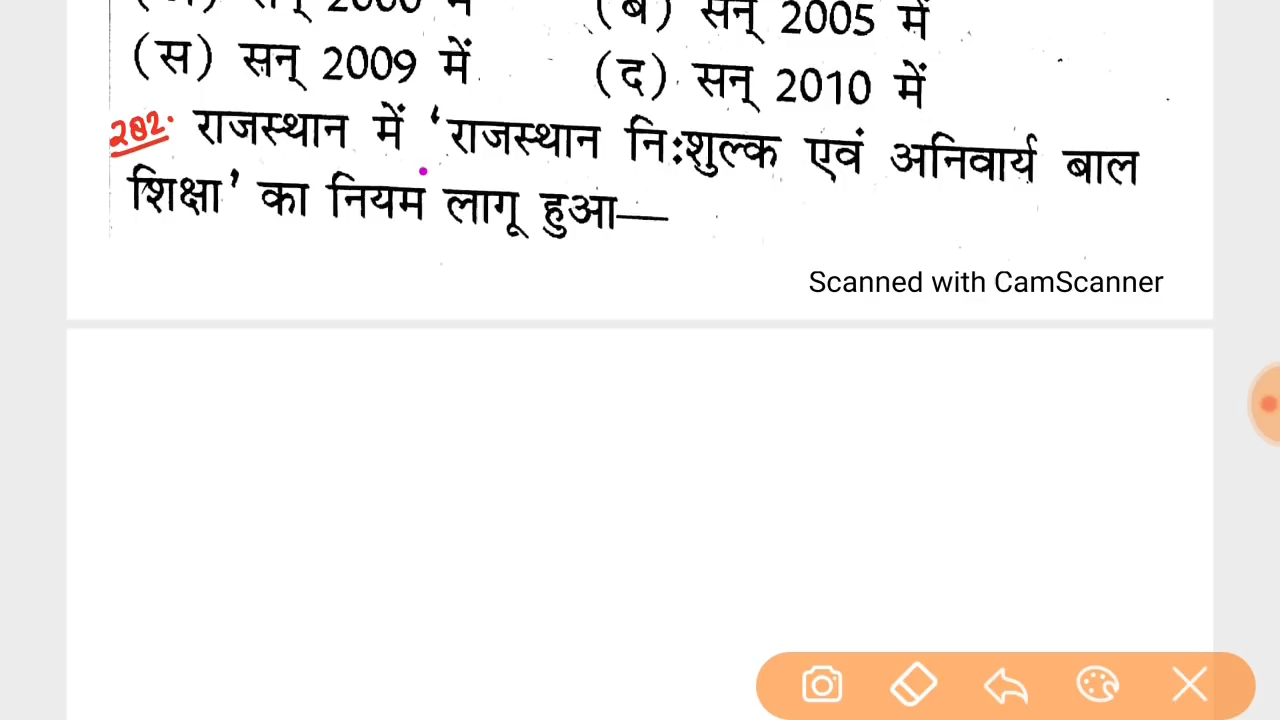 (ब) सन् 2005 में
(स) सन् 2009 में (द) सन् 2010 में
282. राजस्थान में ‘राजस्थान निःशुल्क एवं अनिवार्य बाल
शिक्षा’ का नियम लागू हुआ—
Scanned with CamScanner